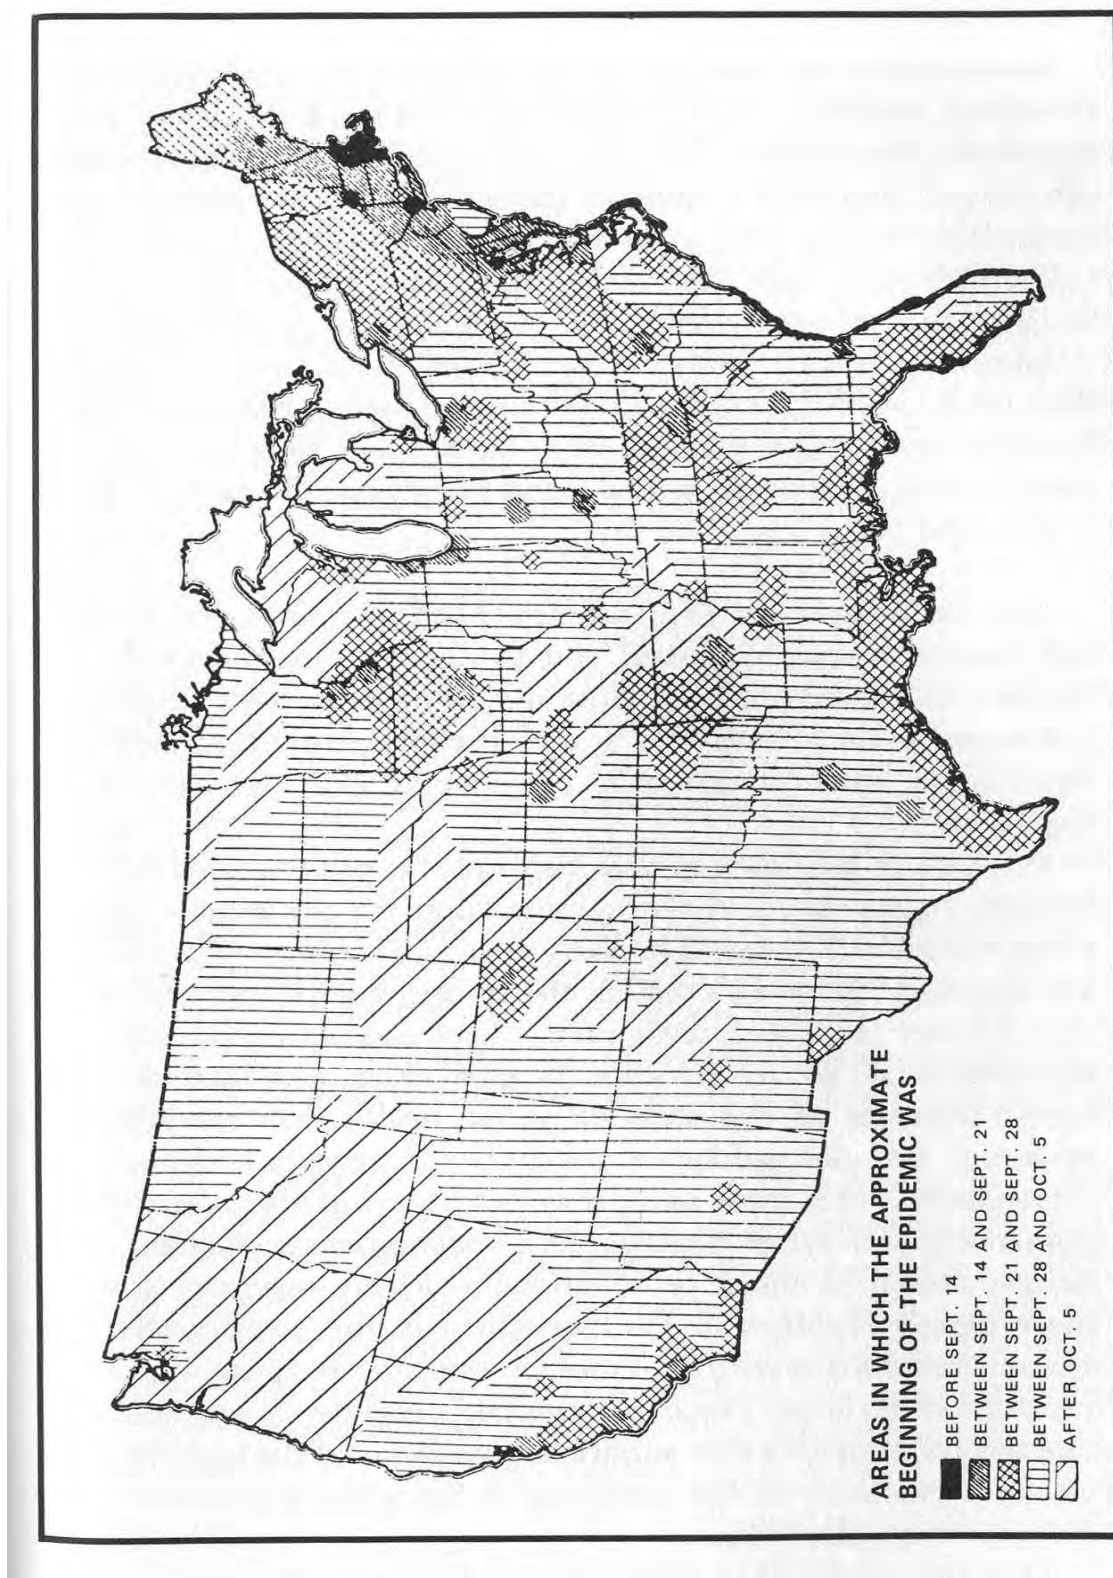 AREAS IN WHICH THE APPROXIMATE
BEGINNING OF THE EPIDEMIC WAS
BEFORE SEPT. 14
BETWEEN SEPT. 14 AND SEPT. 21
BETWEEN SEPT. 21 AND SEPT. 28
BETWEEN SEPT. 28 AND OCT. 5
AFTER OCT. 5